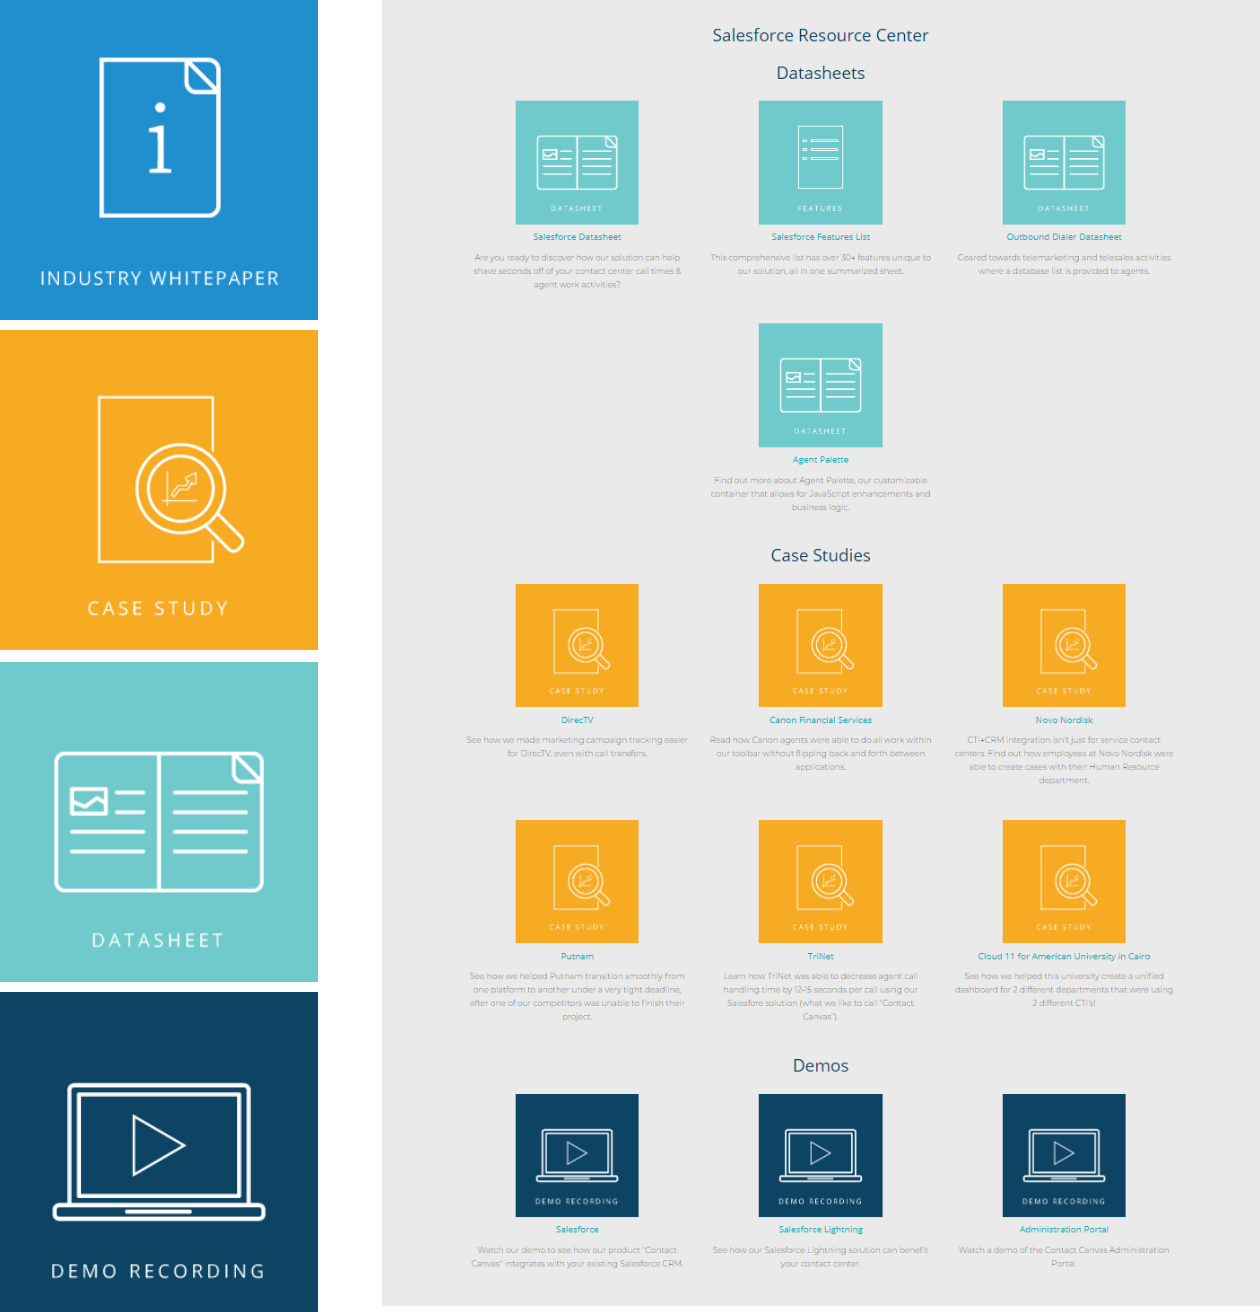 INDUSTRY WHITEPAPER
CASE STUDY
DATASHEET
DEMO RECORDING
Salesforce Resource Center
Datasheets
DATASHEET
FEATURES
DATASHEET
Salesforce Datasheet
Salesforce Features List
Outbound Dialer Datasheet
Are you ready to discover how our solution can help
shave seconds off of your contact center call times &
agent work activities?
This comprehensive list has over 30+ features unique to
our solution, all in one summarized sheet.
Geared towards telemarketing and telesales activities
where a database list is provided to agents.
DATASHEET
Agent Palette
Find out more about Agent Palette, our customizable
container that allows for JavaScript enhancements and
business logic.
Case Studies
CASE STUDY
CASE STUDY
CASE STUDY
DirecTV
Canon Financial Services
Novo Nordisk
See how we made marketing campaign tracking easier
for DirecTV, even with call transfers.
Read how Canon agents were able to do all work within
our toolbar without flipping back and forth between
applications.
CTI+CRM integration isn't just for service contact
centers. Find out how employees at Novo Nordisk were
able to create cases with their Human Resource
department.
CASE STUDY
CASE STUDY
CASE STUDY
Putnam
TriNet
Cloud 11 for American University in Cairo
See how we helped Putnam transition smoothly from
one platform to another under a very tight deadline,
after one of our competitors was unable to finish their
project.
Learn how TriNet was able to decrease agent call
handling time by 12-15 seconds per call using our
Salesfore solution (what we like to call "Contact
Canvas").
See how we helped this university create a unified
dashboard for 2 different departments that were using
2 different CTI's!
Demos
DEMO RECORDING
DEMO RECORDING
DEMO RECORDING
Salesforce
Salesforce Lightning
Administration Portal
Watch our demo to see how our product "Contact
Canvas" integrates with your existing Salesforce CRM.
See how our Salesforce Lightning solution can benefit
your contact center.
Watch a demo of the Contact Canvas Administration
Portal.